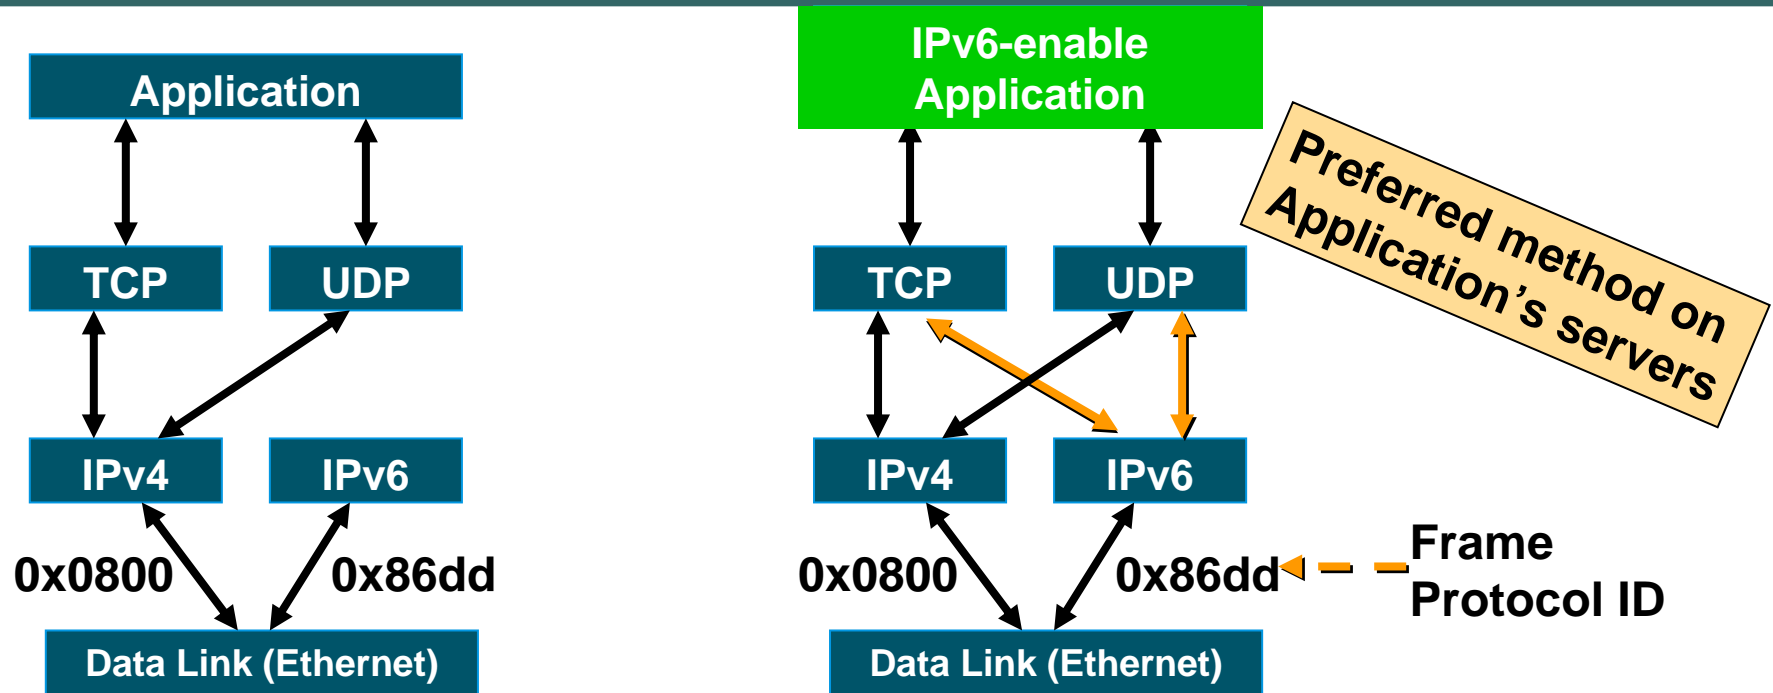 Application
TCP
UDP
IPv4
IPv6
0x0800
0x86dd
Data Link (Ethernet)
IPv6-enable
Application
TCP
UDP
IPv4
IPv6
0x0800
0x86dd
Data Link (Ethernet)
Preferred method on
Application’s servers
Frame
Protocol ID